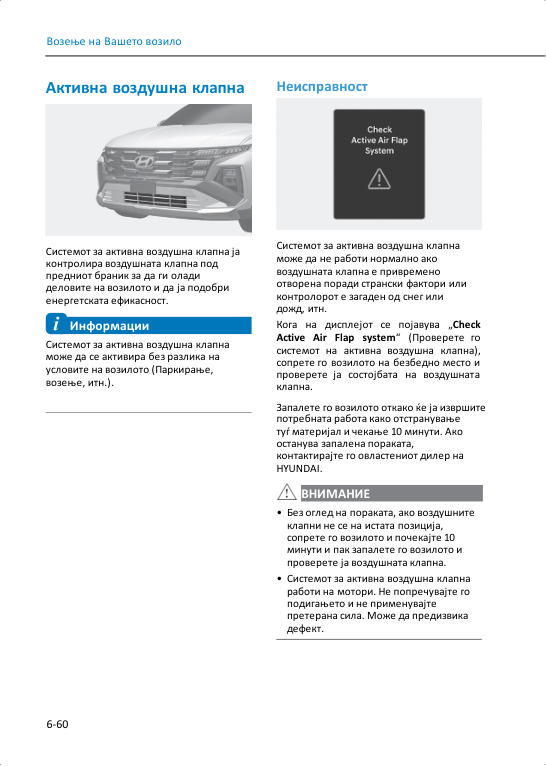 Возење на Вашето возило
Активна воздушна клапна
Системот за активна воздушна клапна ја
контролира воздушната клапна под
предниот браник за да ги олади
деловите на возилото и да ја подобри
енергетската ефикасност.
i Информации
Системот за активна воздушна клапна
може да се активира без разлика на
условите на возилото (Паркирање,
возење, итн.).
Неисправност
Check
Active Air Flap
System
Системот за активна воздушна клапна
може да не работи нормално ако
воздушната клапна е привремено
отворена поради странски фактори или
контролорот е загаден од снег или
дожд, итн.
Кога на дисплејот се појавува „Check
Active Air Flap system“ (Проверете го
системот на активна воздушна клапна),
сопрете го возилото на безбедно место и
проверете ја состојбата на воздушната
клапна.
Запалете го возилото откако ќе ја извршите
потребната работа како отстранување
туѓ материјал и чекање 10 минути. Ако
останува запалена пораката,
контактирајте го овластениот дилер на
HYUNDAI.
ВНИМАНИЕ
• Без оглед на пораката, ако воздушните
клапни не се на истата позиција,
сопрете го возилото и почекајте 10
минути и пак запалете го возилото и
проверете ја воздушната клапна.
• Системот за активна воздушна клапна
работи на мотори. Не попречувајте го
подигањето и не применувајте
претерана сила. Може да предизвика
дефект.
6-60